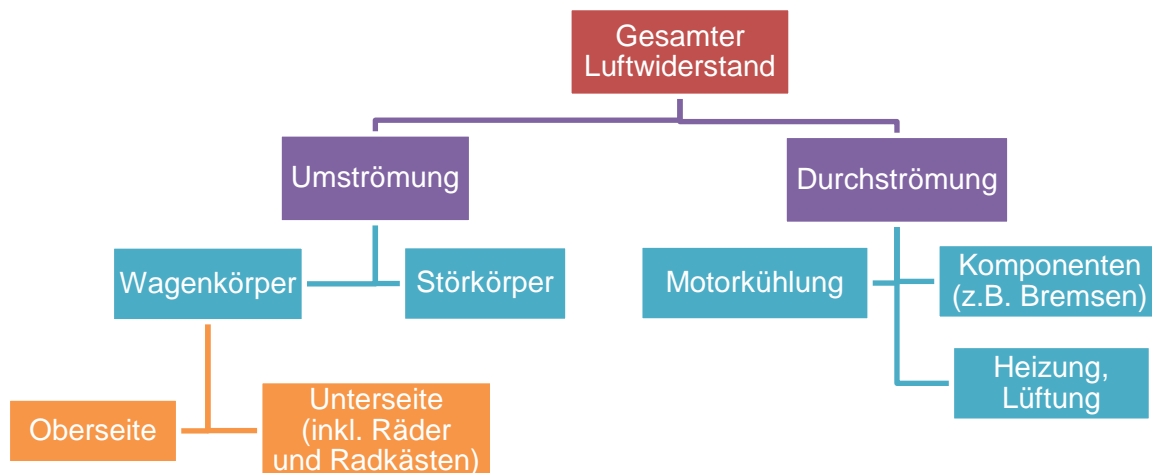 Gesamter
Luftwiderstand
Umströmung
Durchströmung
Wagenkörper
Störkörper
Motorkühlung
Komponenten
(z.B. Bremsen)
Heizung,
Lüftung
Oberseite
Unterseite
(inkl. Räder
und Radkästen)